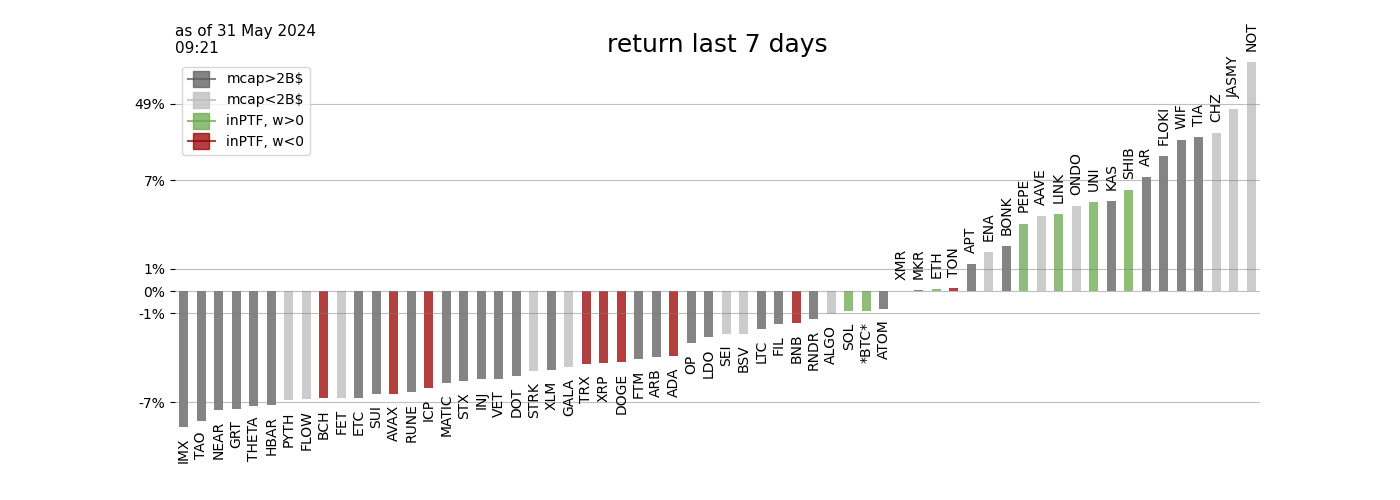 as of 31 May 2024
09:21
return last 7 days
mcap>2B$
mcap<2B$
inPTF, w>0
inPTF, w<0
49%
7%
1%
0%
-1%
-7%
IMX
TAO
NEAR
GRT
THETA
HBAR
PYTH
FLOW
BCH
FET
ETC
SUI
AVAX
RUNE
ICP
MATIC
STX
INJ
VET
DOT
STRK
XLM
GALA
TRX
XRP
DOGE
FTM
ARB
ADA
OP
LDO
SEI
BSV
LTC
FIL
BNB
RNDR
ALGO
SOL
*BTC*
ATOM
XMR
MKR
ETH
TON
APT
ENA
BONK
PEPE
AAVE
LINK
ONDO
UNI
KAS
SHIB
AR
FLOKI
WIF
TIA
CHZ
JASMY
NOT